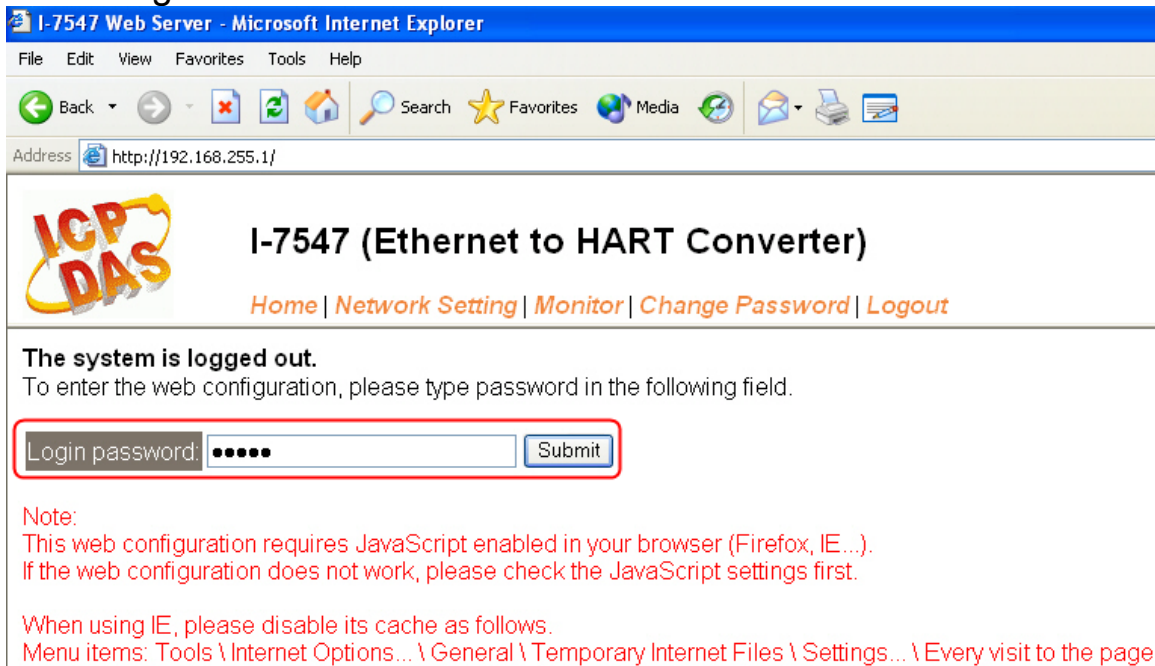 I-7547 Web Server - Microsoft Internet Explorer
File Edit View Favorites Tools Help
Back Search Favorites Media
Address http://192.168.255.1/
ICP
DAS
I-7547 (Ethernet to HART Converter)
Home | Network Setting | Monitor | Change Password | Logout
The system is logged out.
To enter the web configuration, please type password in the following field.
Login password: ••••• Submit
Note:
This web configuration requires JavaScript enabled in your browser (Firefox, IE...).
If the web configuration does not work, please check the JavaScript settings first.
When using IE, please disable its cache as follows.
Menu items: Tools \ Internet Options... \ General \ Temporary Internet Files \ Settings... \ Every visit to the page